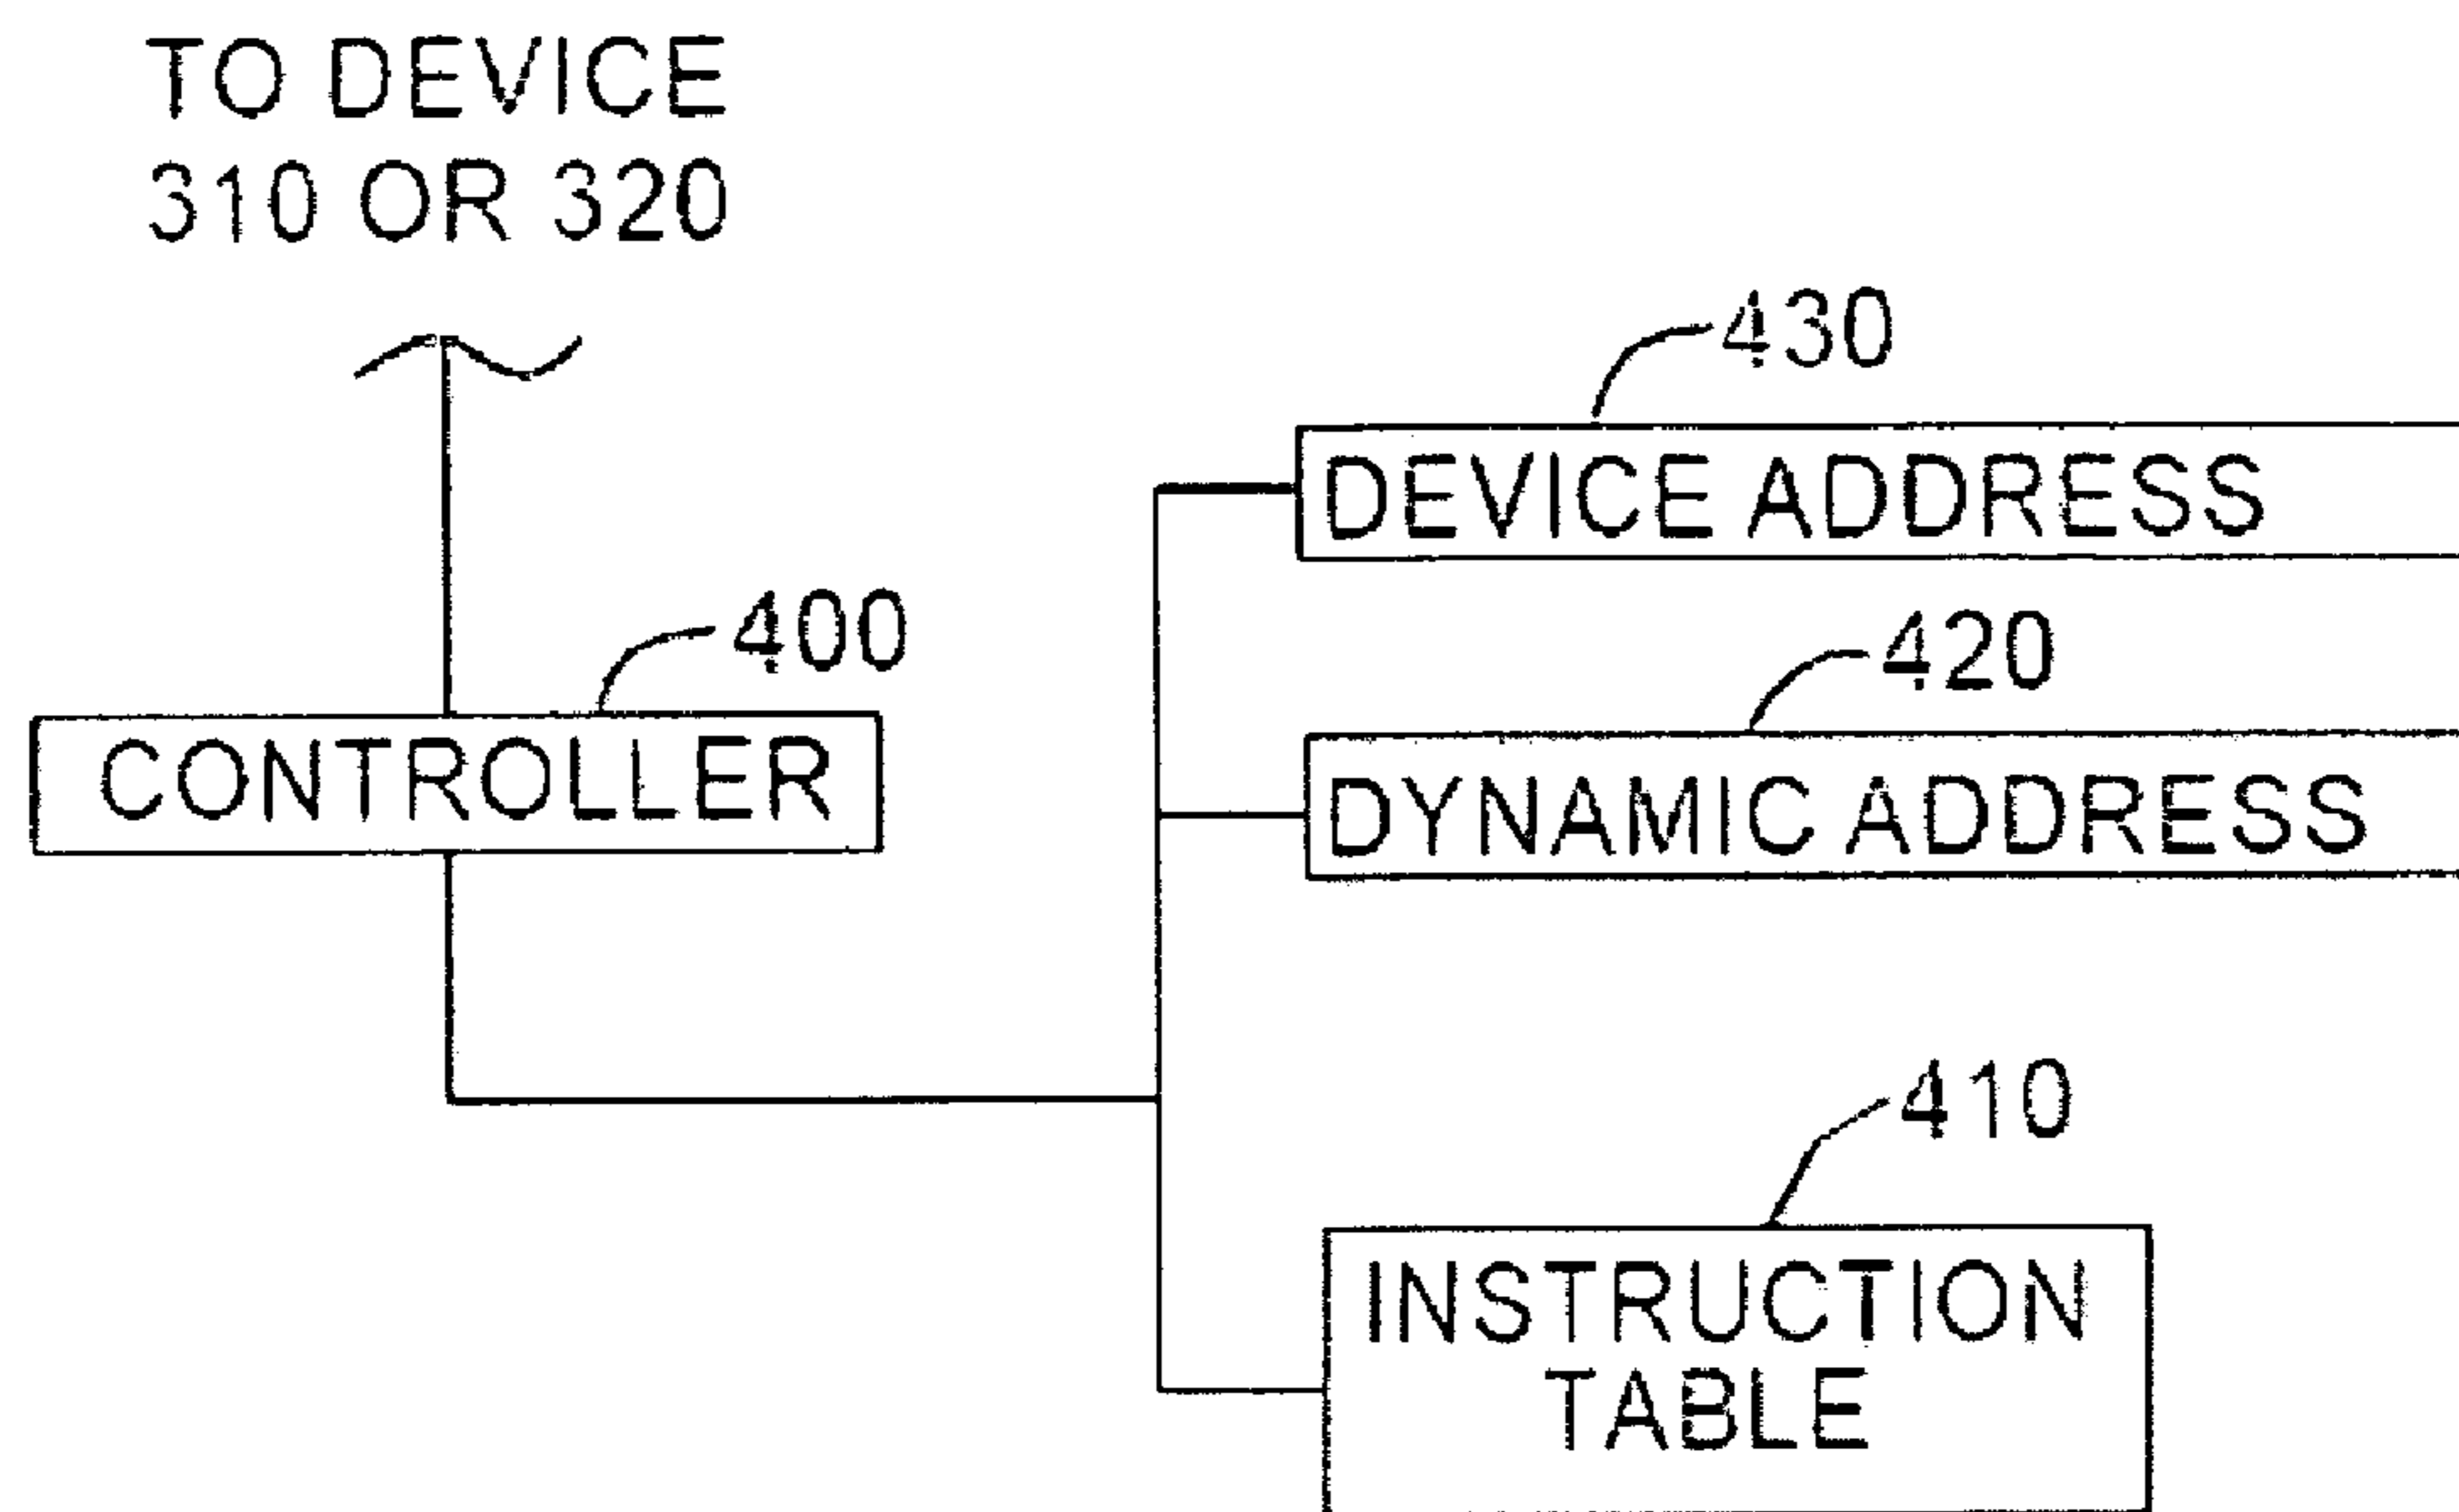 TO DEVICE
310 OR 320
430
DEVICE ADDRESS
400
420
CONTROLLER
DYNAMIC ADDRESS
410
INSTRUCTION
TABLE